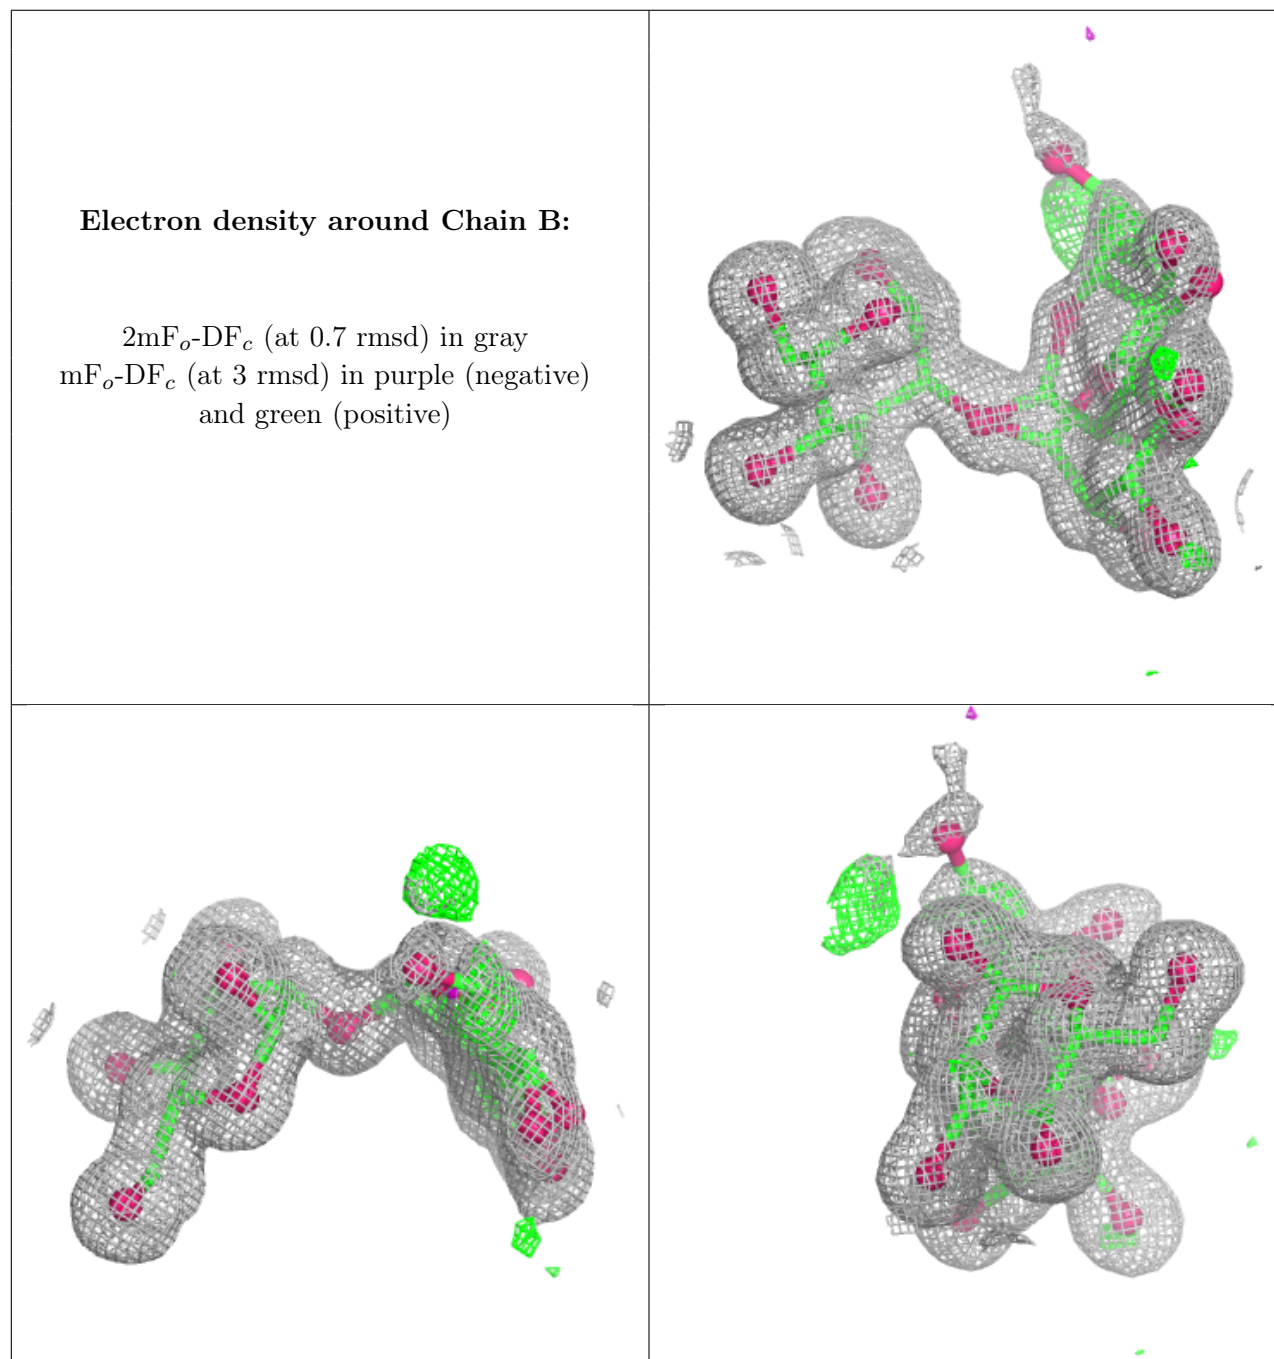 Electron density around Chain B:
2mFo-DFc (at 0.7 rmsd) in gray
mFo-DFc (at 3 rmsd) in purple (negative)
and green (positive)